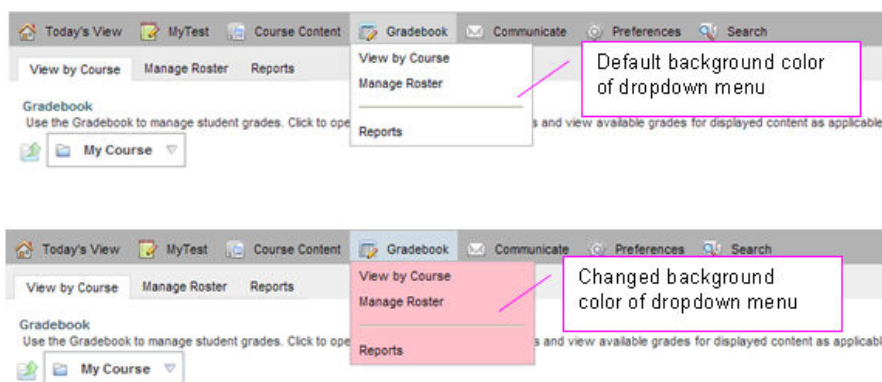 Today's View MyTest Course Content Gradebook Communicate Preferences Search
View by Course Manage Roster Reports
View by Course
Manage Roster
Reports
Default background color
of dropdown menu
Gradebook
Use the Gradebook to manage student grades. Click to ope s and view available grades for displayed content as applicable
My Course
Today's View MyTest Course Content Gradebook Communicate Preferences Search
View by Course Manage Roster Reports
View by Course
Manage Roster
Reports
Changed background
color of dropdown menu
Gradebook
Use the Gradebook to manage student grades. Click to ope s and view available grades for displayed content as applicabl
My Course